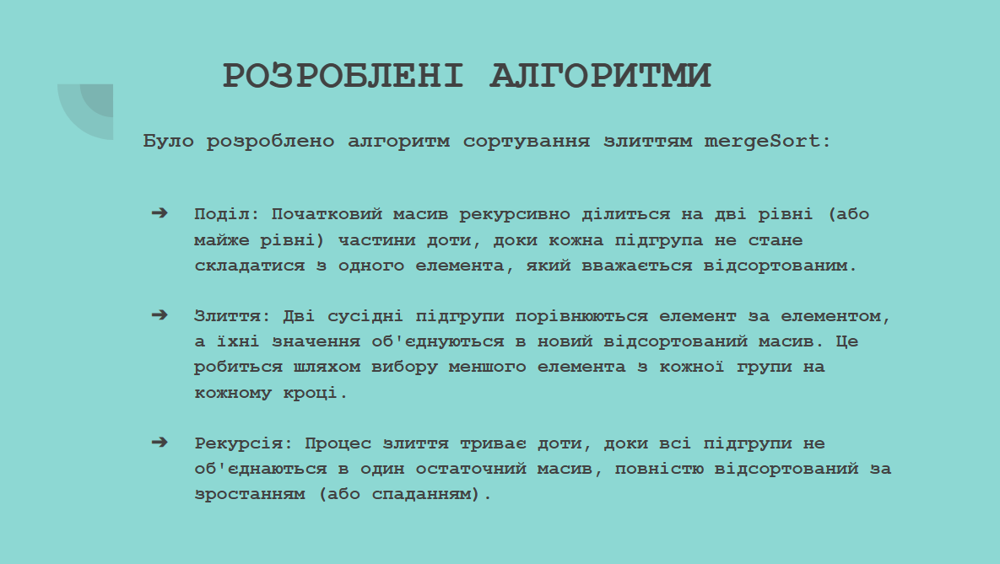 РОЗРОБЛЕНІ АЛГОРИТМИ
Було розроблено алгоритм сортування злиттям mergeSort:
➔ Поділ: Початковий масив рекурсивно ділиться на дві рівні (або
майже рівні) частини доти, доки кожна підгрупа не стане
складатися з одного елемента, який вважається відсортованим.
➔ Злиття: Дві сусідні підгрупи порівнюються елемент за елементом,
а їхні значення об'єднуються в новий відсортований масив. Це
робиться шляхом вибору меншого елемента з кожної групи на
кожному кроці.
➔ Рекурсія: Процес злиття триває доти, доки всі підгрупи не
об'єднаються в один остаточний масив, повністю відсортований за
зростанням (або спаданням).